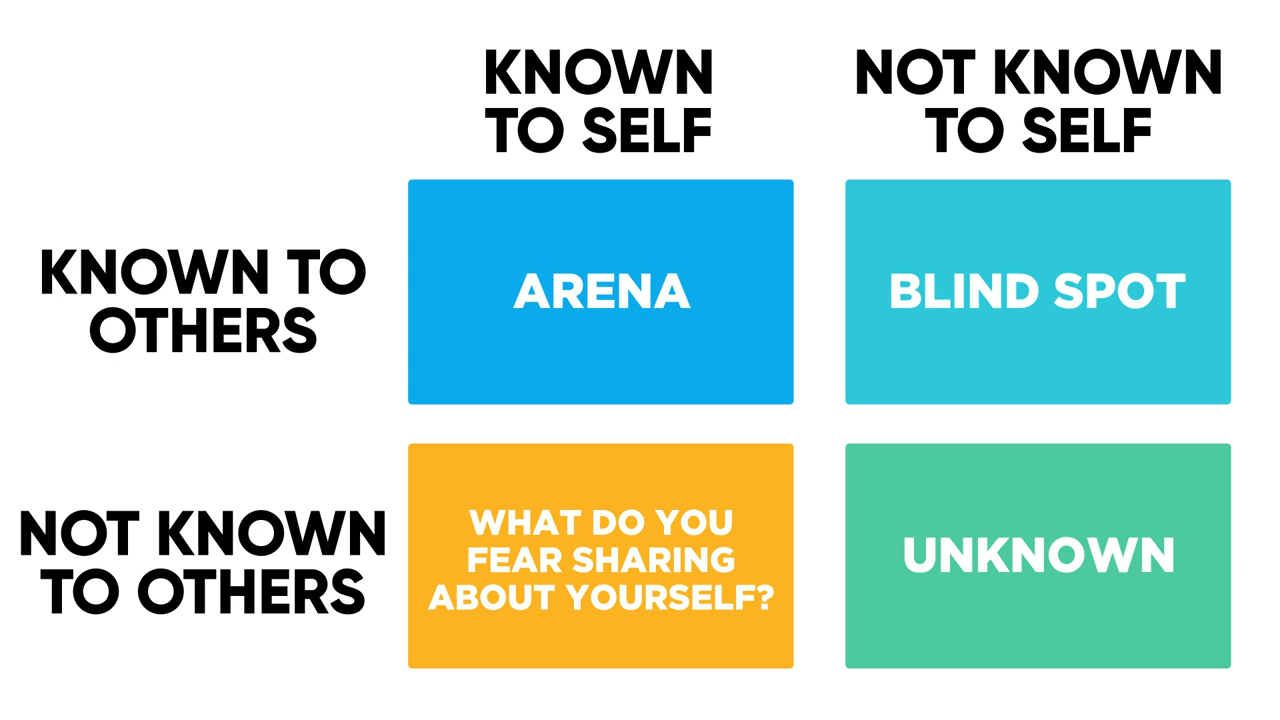 KNOWN
TO SELF
NOT KNOWN
TO SELF
KNOWN TO
OTHERS
ARENA
BLIND SPOT
NOT KNOWN
TO OTHERS
WHAT DO YOU
FEAR SHARING
ABOUT YOURSELF?
UNKNOWN